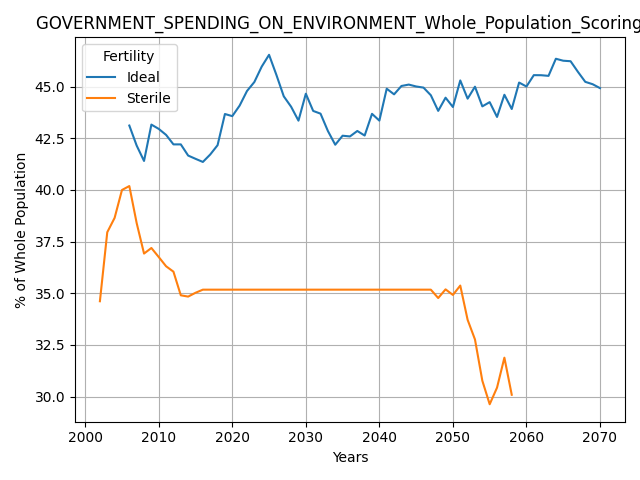 GOVERNMENT_SPENDING_ON_ENVIRONMENT_Whole_Population_Scoring
Fertility
Ideal
Sterile
% of Whole Population
45.0
42.5
40.0
37.5
35.0
32.5
30.0
2000 2010 2020 2030 2040 2050 2060 2070
Years